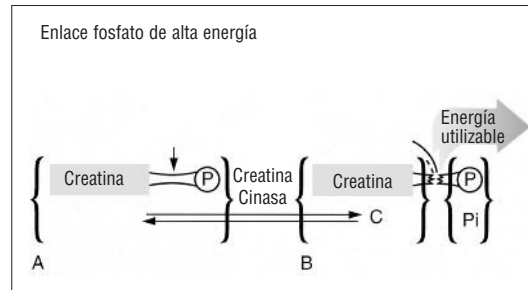 Enlace fosfato de alta energía
Energía
utilizable
Creatina
P
Creatina
Cinasa
Creatina
P
C
Pi
A
B